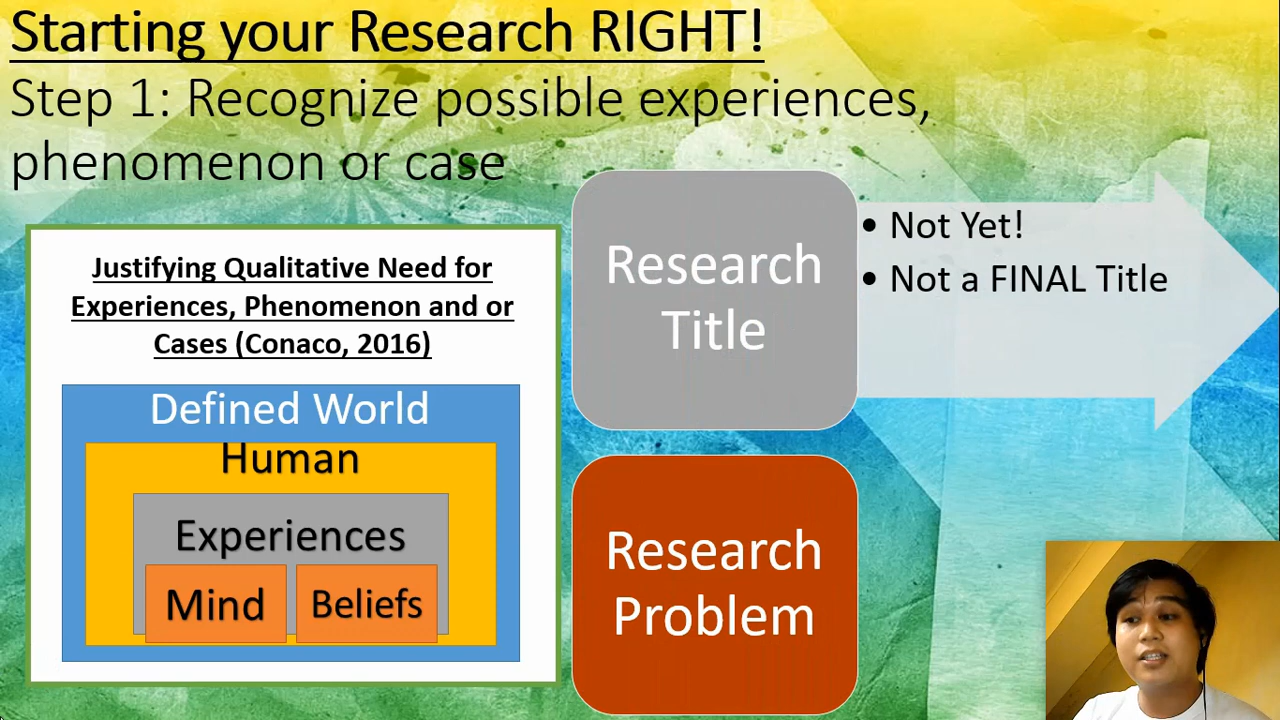 Starting your Research RIGHT!
Step 1: Recognize possible experiences,
phenomenon or case
Justifying Qualitative Need for
Experiences, Phenomenon and or
Cases (Conaco, 2016)
Defined World
Human
Experiences
Mind
Beliefs
Research
Title
• Not Yet!
• Not a FINAL Title
Research
Problem